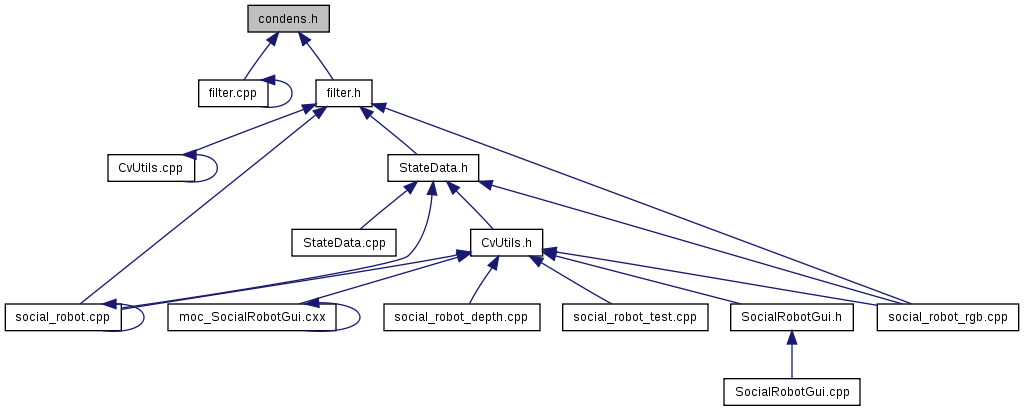 condens.h
filter.cpp
filter.h
CvUtils.cpp
StateData.h
StateData.cpp
CvUtils.h
social_robot.cpp
moc_SocialRobotGui.cxx
social_robot_depth.cpp
social_robot_test.cpp
SocialRobotGui.h
social_robot_rgb.cpp
SocialRobotGui.cpp